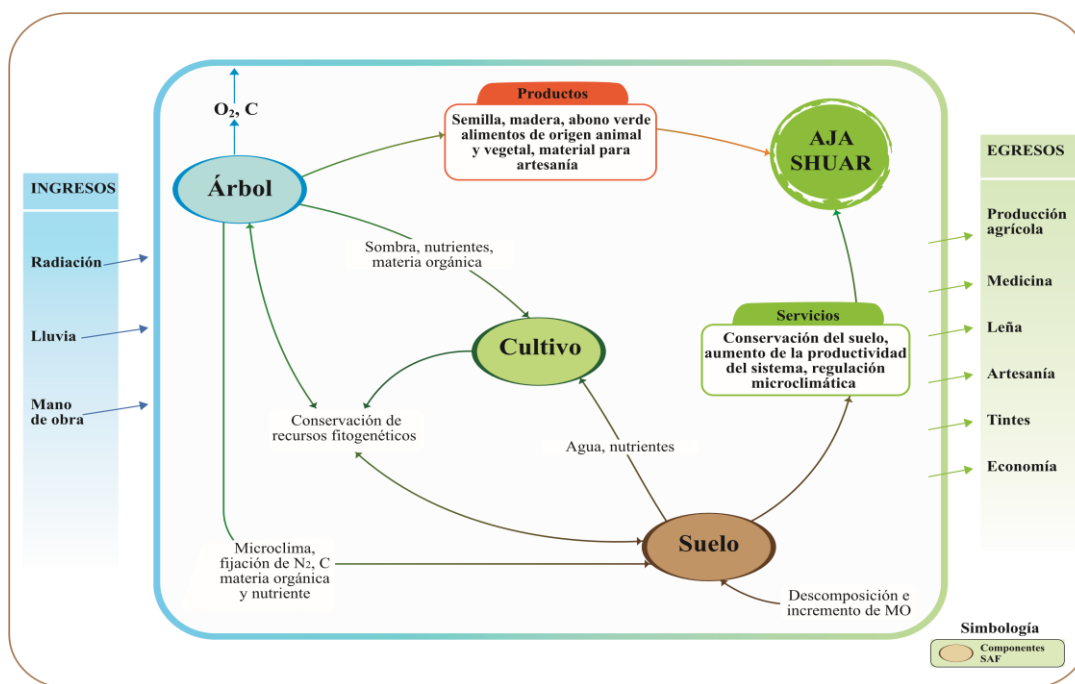 INGRESOS
Radiación
Lluvia
Mano
de obra
O₂, C
Árbol
Productos
Semilla, madera, abono verde
alimentos de origen animal
y vegetal, material para
artesanía
AJA
SHUAR
Sombra, nutrientes,
materia orgánica
Cultivo
Servicios
Conservación del suelo,
aumento de la productividad
del sistema, regulación
microclimática
Conservación de
recursos fitogenéticos
Agua, nutrientes
Suelo
Microclima,
fijación de N₂, C
materia orgánica
y nutriente
Descomposición e
incremento de MO
EGRESOS
Producción
agrícola
Medicina
Leña
Artesanía
Tintes
Economía
Simbología
Componentes
SAF